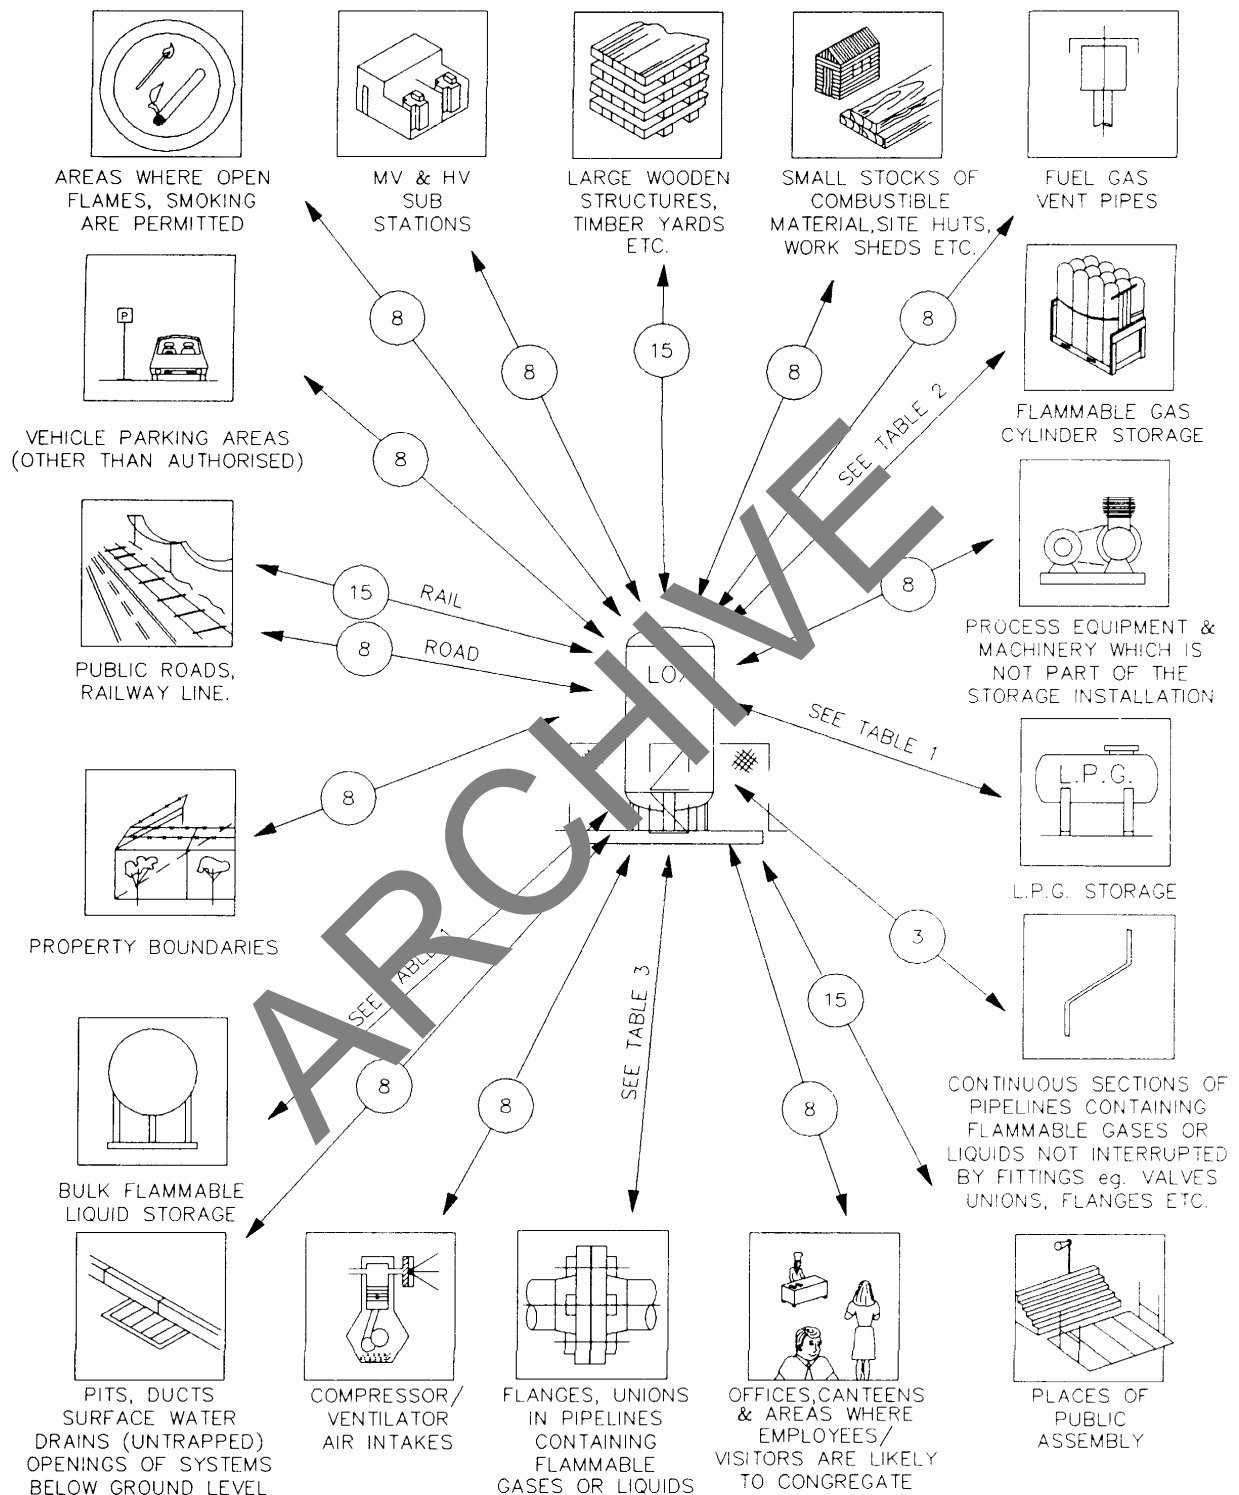 AREAS WHERE OPEN
FLAMES, SMOKING
ARE PERMITTED
MV & HV
SUB
STATIONS
LARGE WOODEN
STRUCTURES,
TIMBER YARDS
ETC.
SMALL STOCKS OF
COMBUSTIBLE
MATERIAL,SITE HUTS,
WORK SHEDS ETC.
FUEL GAS
VENT PIPES
P
VEHICLE PARKING AREAS
(OTHER THAN AUTHORISED)
FLAMMABLE GAS
CYLINDER STORAGE
8
8
15
8
8
SEE TABLE 2
8
8
15
RAIL
8
ROAD
PUBLIC ROADS,
RAILWAY LINE.
PROCESS EQUIPMENT &
MACHINERY WHICH IS
NOT PART OF THE
STORAGE INSTALLATION
LOX
SEE TABLE 1
L.P.G.
L.P.G. STORAGE
8
PROPERTY BOUNDARIES
ARCHIVE
SEE TABLE 1
3
15
SEE TABLE 3
8
8
8
CONTINUOUS SECTIONS OF
PIPELINES CONTAINING
FLAMMABLE GASES OR
LIQUIDS NOT INTERRUPTED
BY FITTINGS eg. VALVES
UNIONS, FLANGES ETC.
BULK FLAMMABLE
LIQUID STORAGE
PITS, DUCTS
SURFACE WATER
DRAINS (UNTRAPPED)
OPENINGS OF SYSTEMS
BELOW GROUND LEVEL
COMPRESSOR/
VENTILATOR
AIR INTAKES
FLANGES, UNIONS
IN PIPELINES
CONTAINING
FLAMMABLE
GASES OR LIQUIDS
OFFICES,CANTEENS
& AREAS WHERE
EMPLOYEES/
VISITORS ARE LIKELY
TO CONGREGATE
PLACES OF
PUBLIC
ASSEMBLY